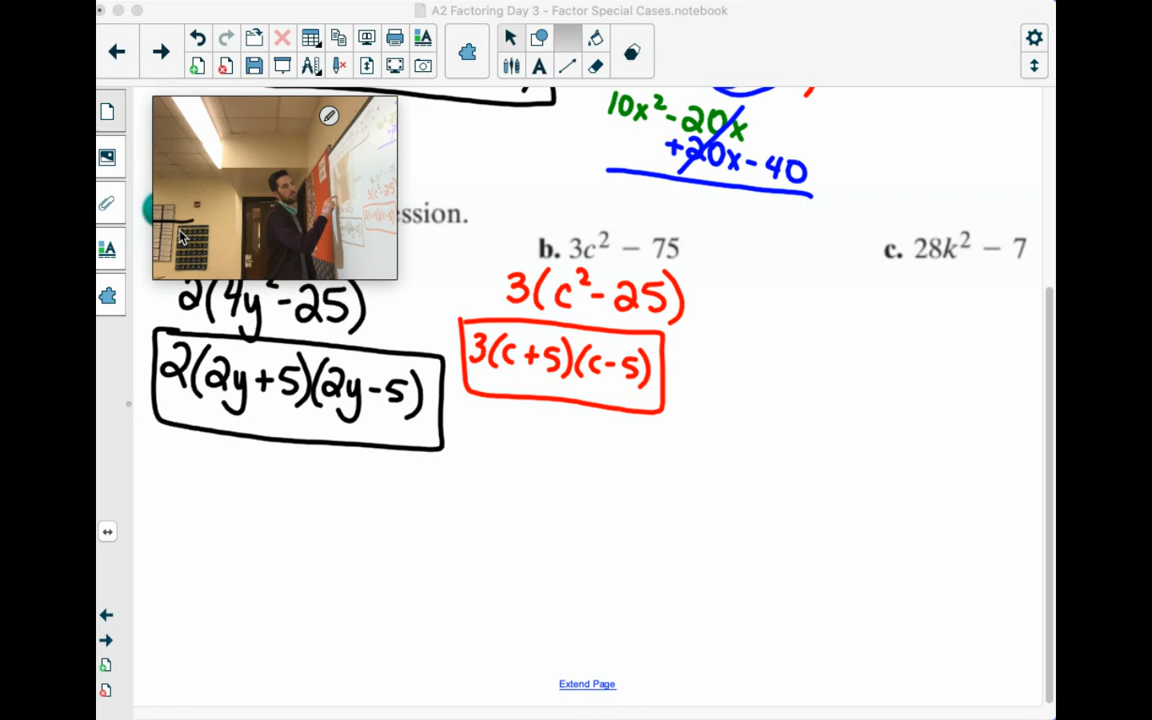 A2 Factoring Day 3 - Factor Special Cases.notebook
10x² - 20x
+20x - 40
ssion.
b. 3c² − 75
c. 28k² − 7
2(4y² - 25)
3(c² - 25)
2(2y + 5)(2y - 5)
3(c + 5)(c - 5)
Extend Page